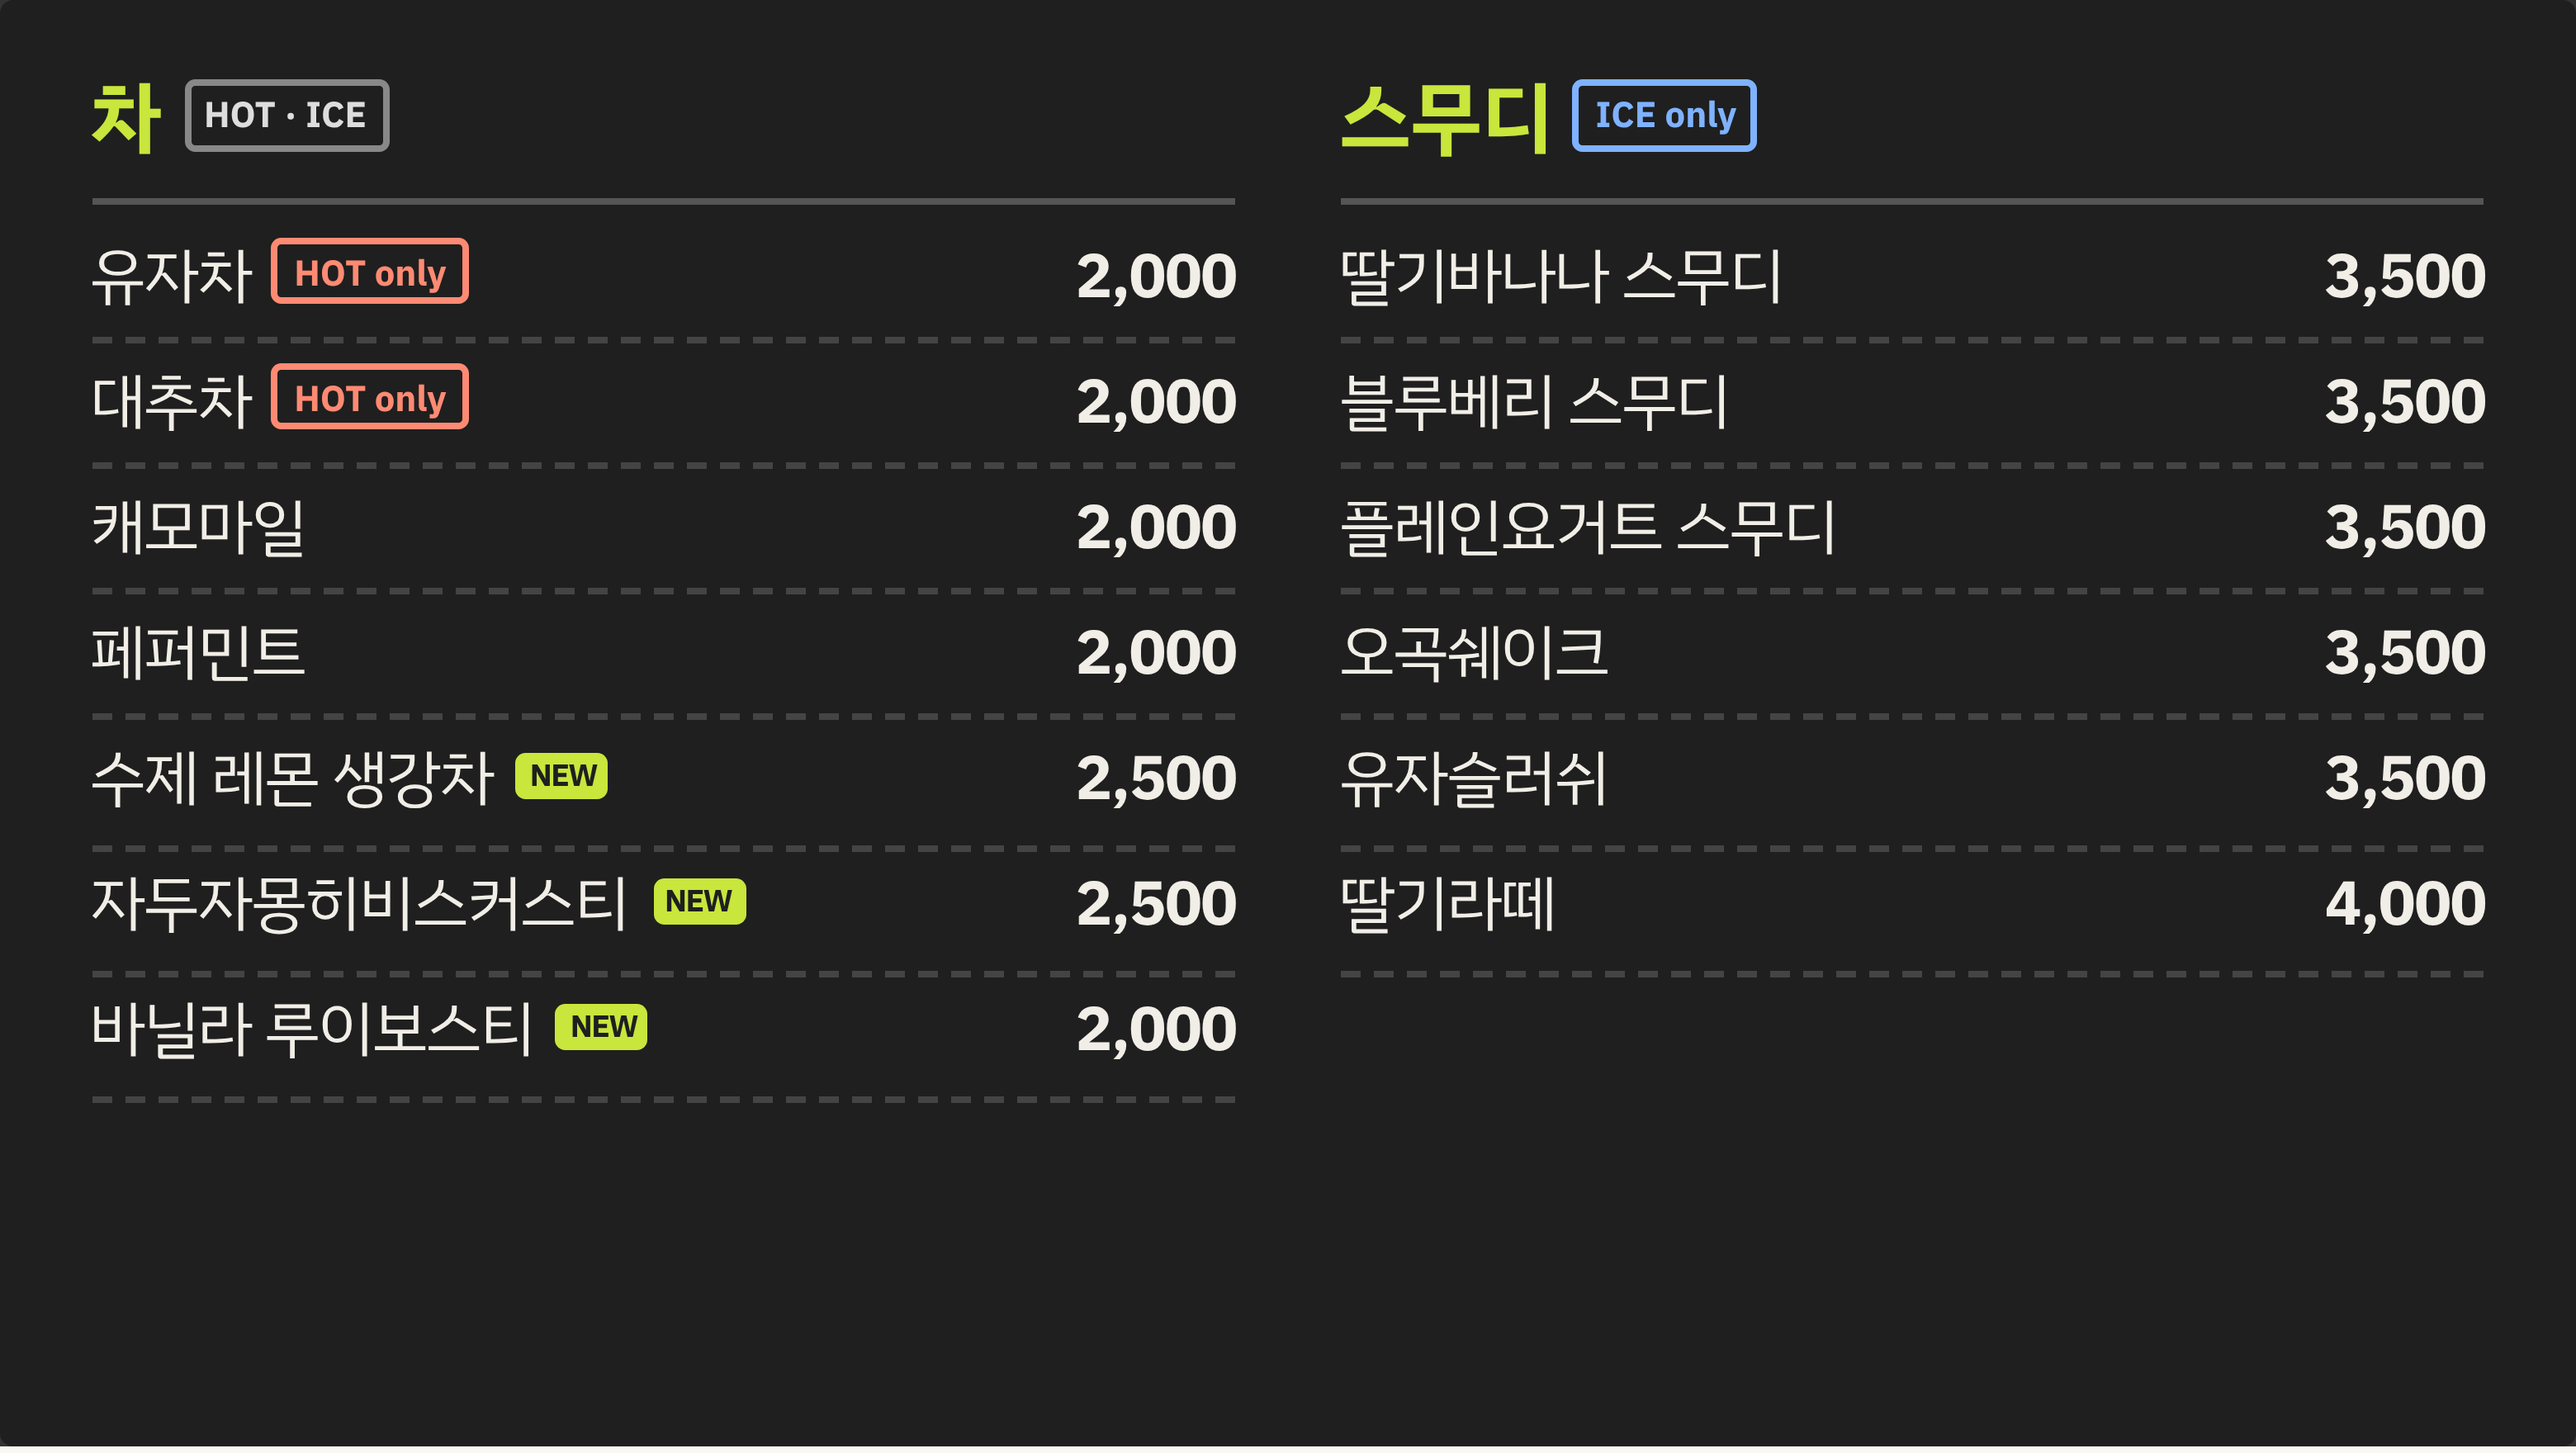 차 HOT · ICE
유자차 HOT only 2,000
대추차 HOT only 2,000
캐모마일 2,000
페퍼민트 2,000
수제 레몬 생강차 NEW 2,500
자두자몽히비스커스티 NEW 2,500
바닐라 루이보스티 NEW 2,000
스무디 ICE only
딸기바나나 스무디 3,500
블루베리 스무디 3,500
플레인요거트 스무디 3,500
오곡쉐이크 3,500
유자슬러쉬 3,500
딸기라떼 4,000